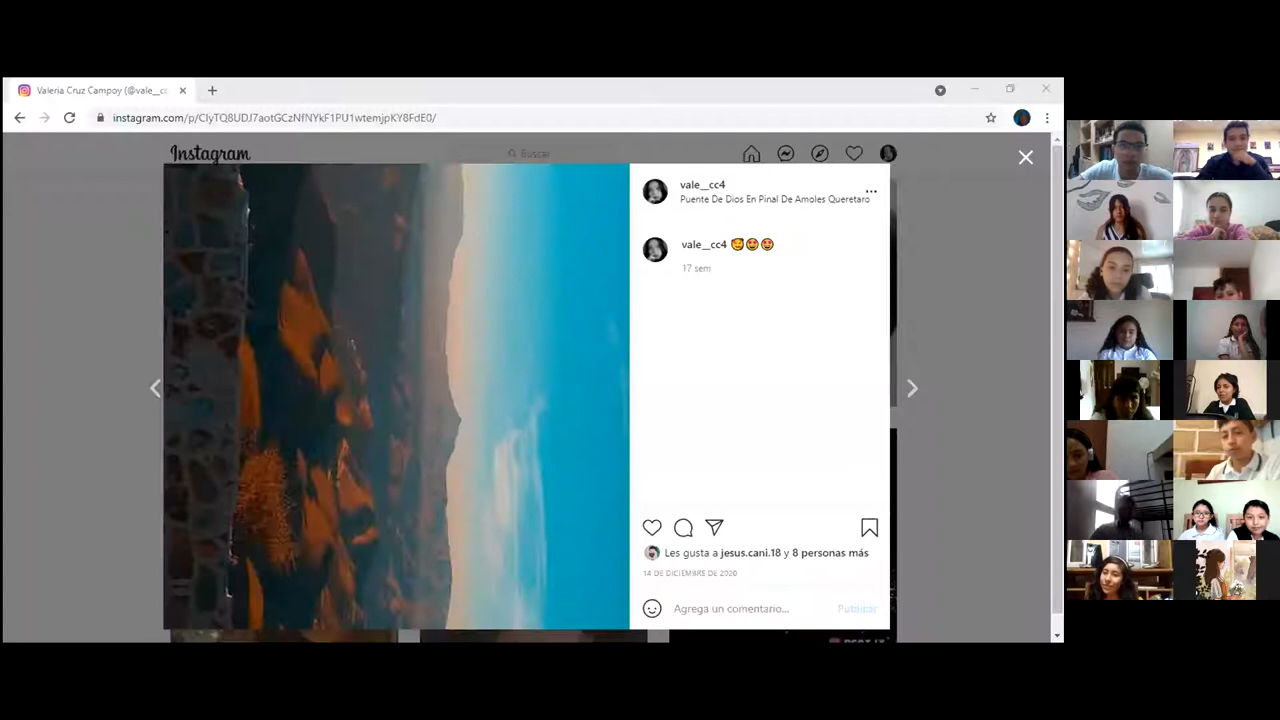 Valeria Cruz Campoy (@vale__cc
instagram.com/p/CIyTQ8UDJ7aotGCzNfNYkF1PU1wtemjpKY8FdE0/
Instagram
Buscar
vale__cc4
Puente De Dios En Pinal De Amoles Queretaro
vale__cc4 🥰🤩🤩
17 sem
Les gusta a jesus.cani.18 y 8 personas más
14 DE DICIEMBRE DE 2020
Agrega un comentario...
Publicar